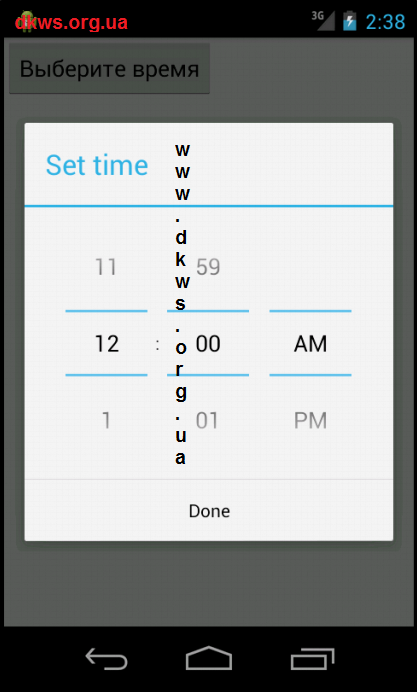 dkws.org.ua
3G
2:38
Выберите время
Set time
www.dkws.org.ua
11 59
12 : 00 AM
1 01 PM
Done